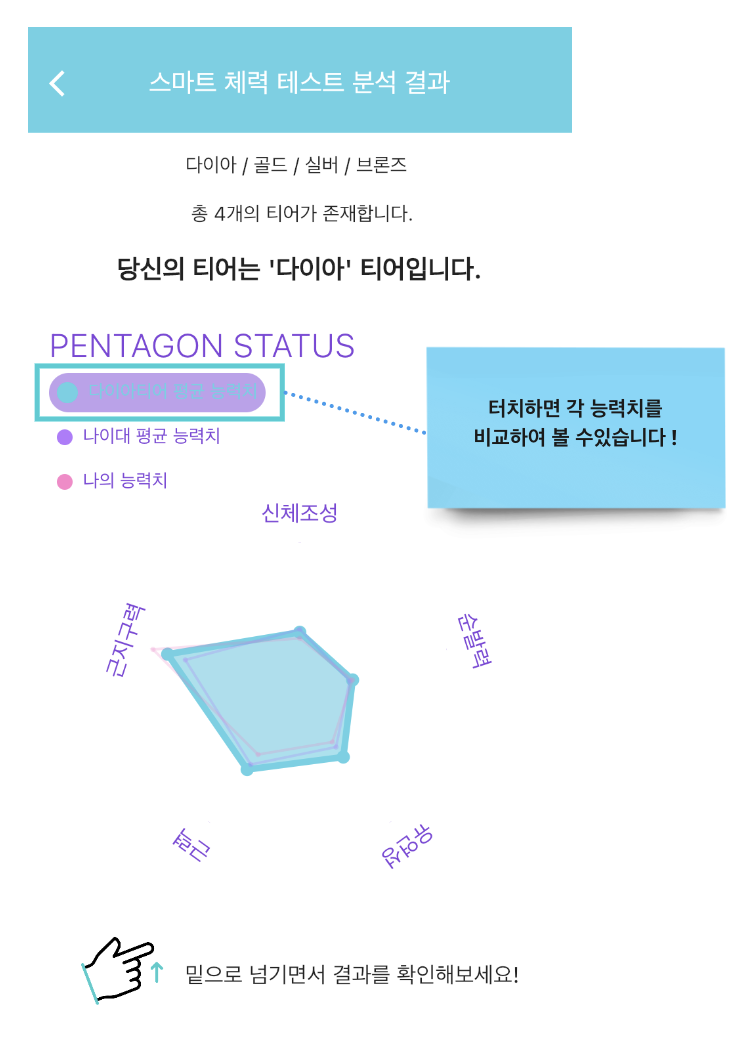 스마트 체력 테스트 분석 결과
다이아 / 골드 / 실버 / 브론즈
총 4개의 티어가 존재합니다.
당신의 티어는 '다이아' 티어입니다.
PENTAGON STATUS
다이아티어 평균 능력치
나이대 평균 능력치
나의 능력치
터치하면 각 능력치를
비교하여 볼 수있습니다 !
신체조성
근지구력
순발력
근력
유연성
밑으로 넘기면서 결과를 확인해보세요!